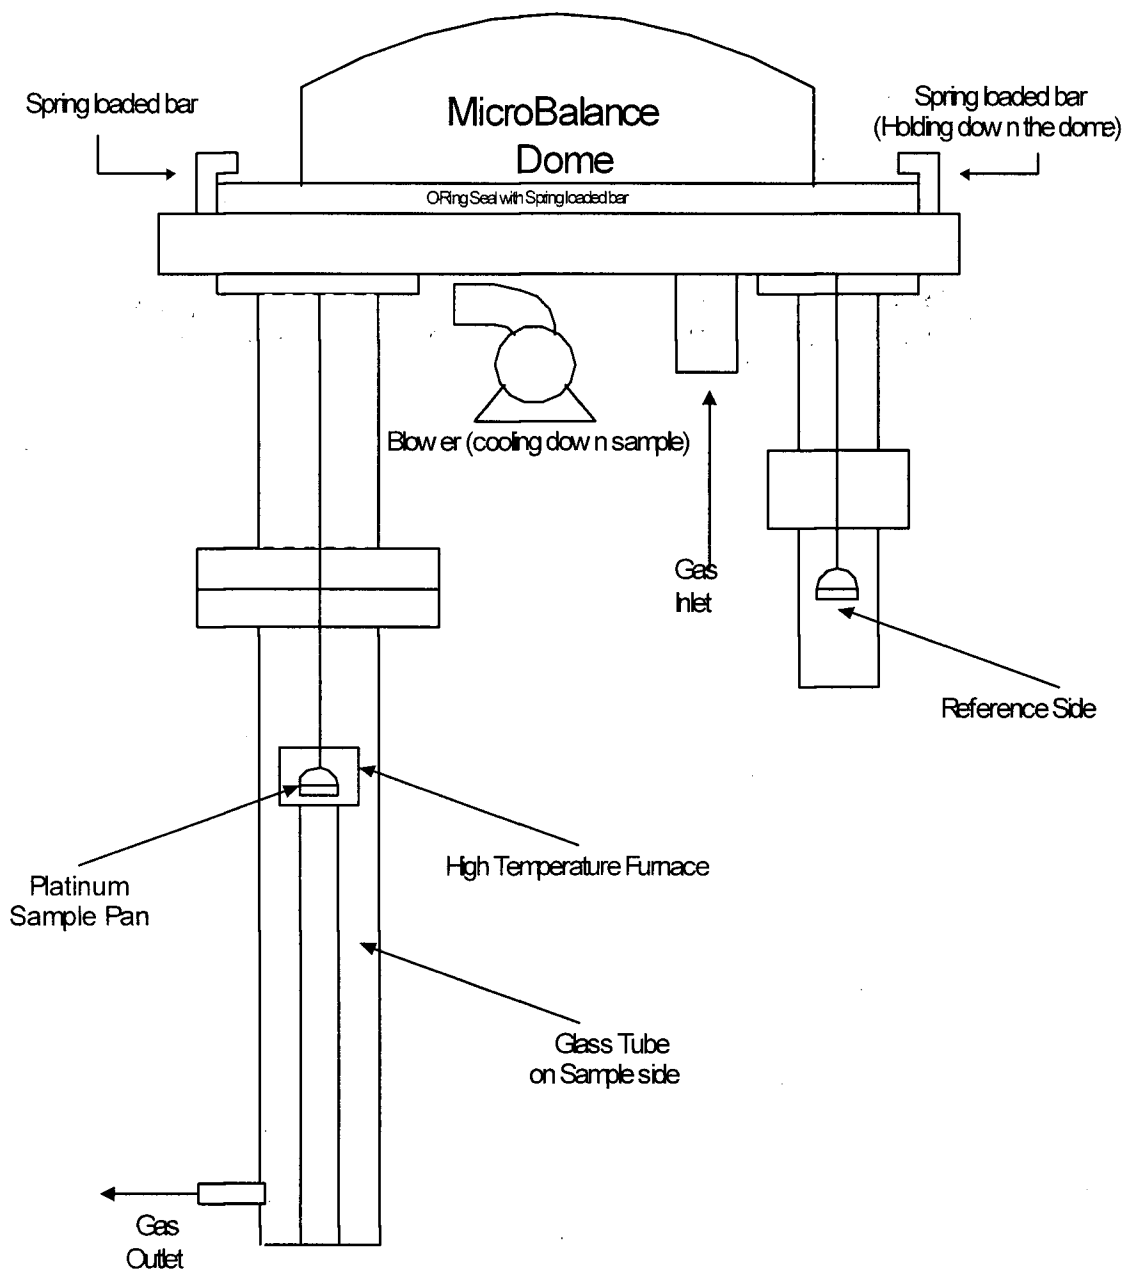 Spring loaded bar
Spring loaded bar
(Holding down the dome)
MicroBalance
Dome
O-Ring Seal with Spring loaded bar
Blower (cooling down sample)
Gas
Inlet
Reference Side
High Temperature Furnace
Platinum
Sample Pan
Glass Tube
on Sample side
Gas
Outlet